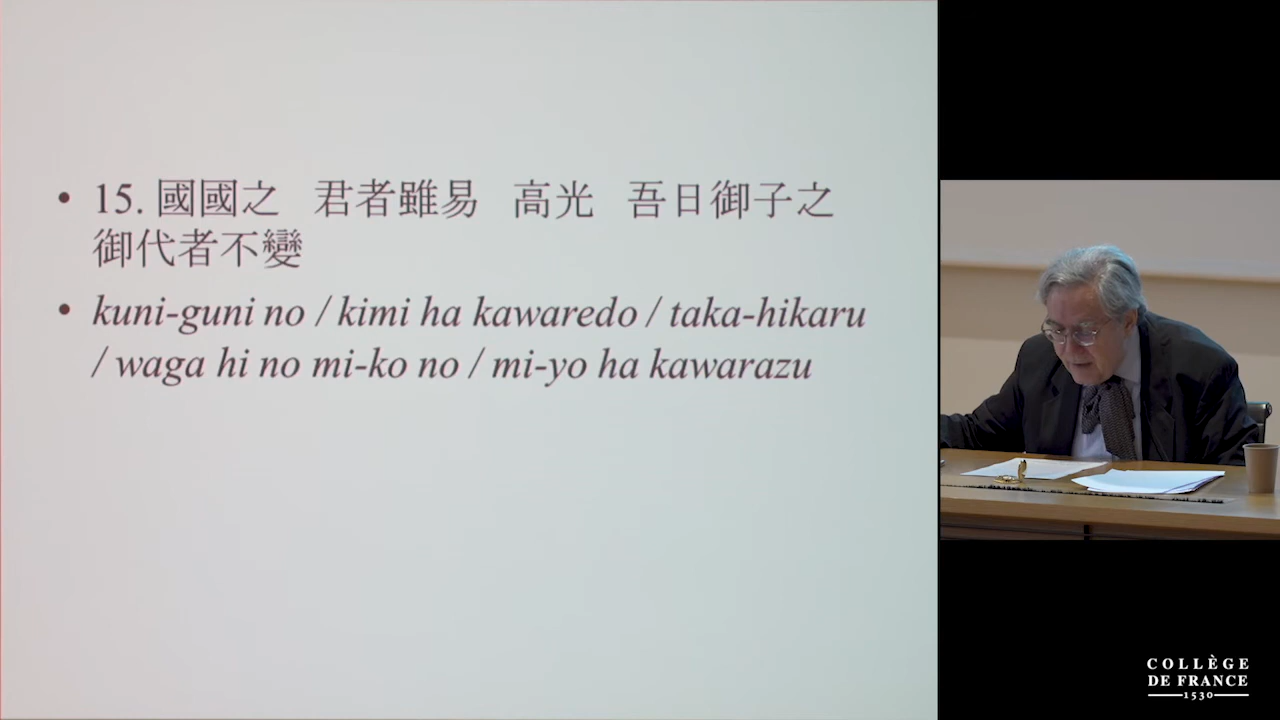 • 15. 國國之 君者雖易 高光 吾日御子之
御代者不變
• kuni-guni no / kimi ha kawaredo / taka-hikaru
/ waga hi no mi-ko no / mi-yo ha kawarazu
COLLÈGE
DE FRANCE
1530